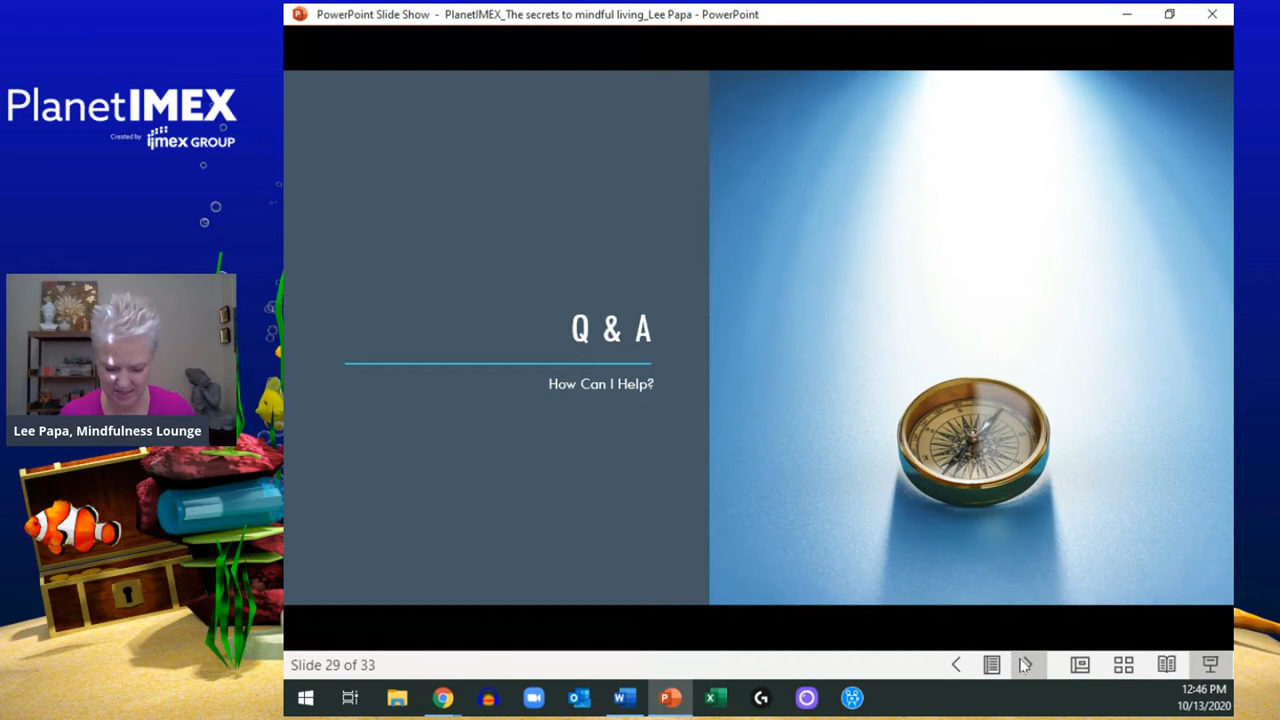 PowerPoint Slide Show - PlanetIMEX_The secrets to mindful living_Lee Papa - PowerPoint
PlanetIMEX
Created by imex GROUP
Q & A
How Can I Help?
Lee Papa, Mindfulness Lounge
Slide 29 of 33
12:46 PM
10/13/2020